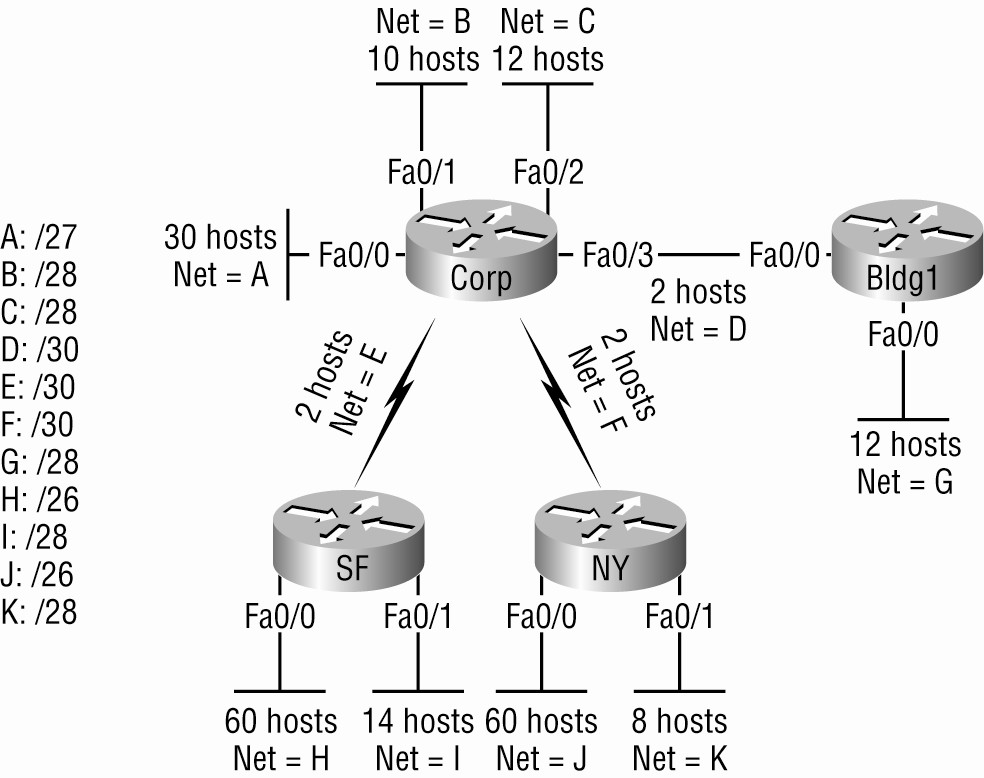 Net = B
10 hosts
Net = C
12 hosts
Fa0/1
Fa0/2
A: /27
B: /28
C: /28
D: /30
E: /30
F: /30
G: /28
H: /26
I: /28
J: /26
K: /28
30 hosts
Net = A
Fa0/0
Corp
Fa0/3
2 hosts
Net = D
Fa0/0
Bldg1
Fa0/0
12 hosts
Net = G
2 hosts
Net = E
2 hosts
Net = F
SF
NY
Fa0/0
Fa0/1
Fa0/0
Fa0/1
60 hosts
Net = H
14 hosts
Net = I
60 hosts
Net = J
8 hosts
Net = K